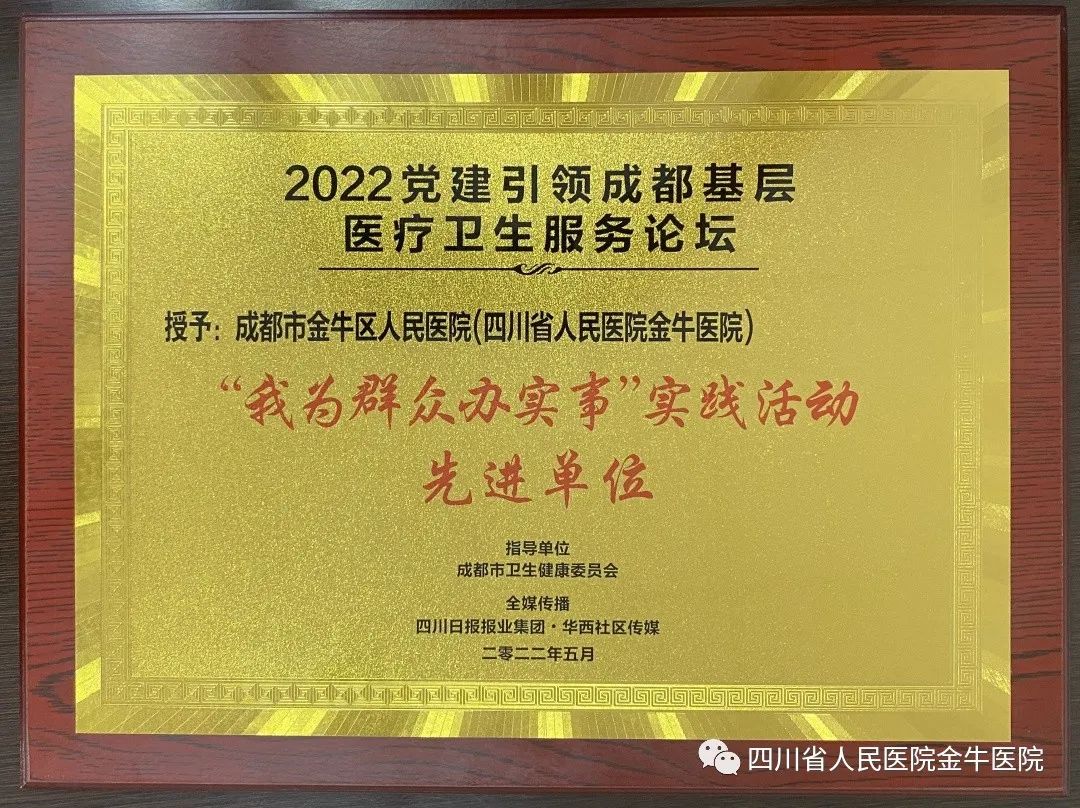 2022党建引领成都基层
医疗卫生服务论坛
授予：成都市金牛区人民医院(四川省人民医院金牛医院)
“我为群众办实事”实践活动
先进单位
指导单位
成都市卫生健康委员会
全媒传播
四川日报报业集团·华西社区传媒
二零二二年五月
四川省人民医院金牛医院